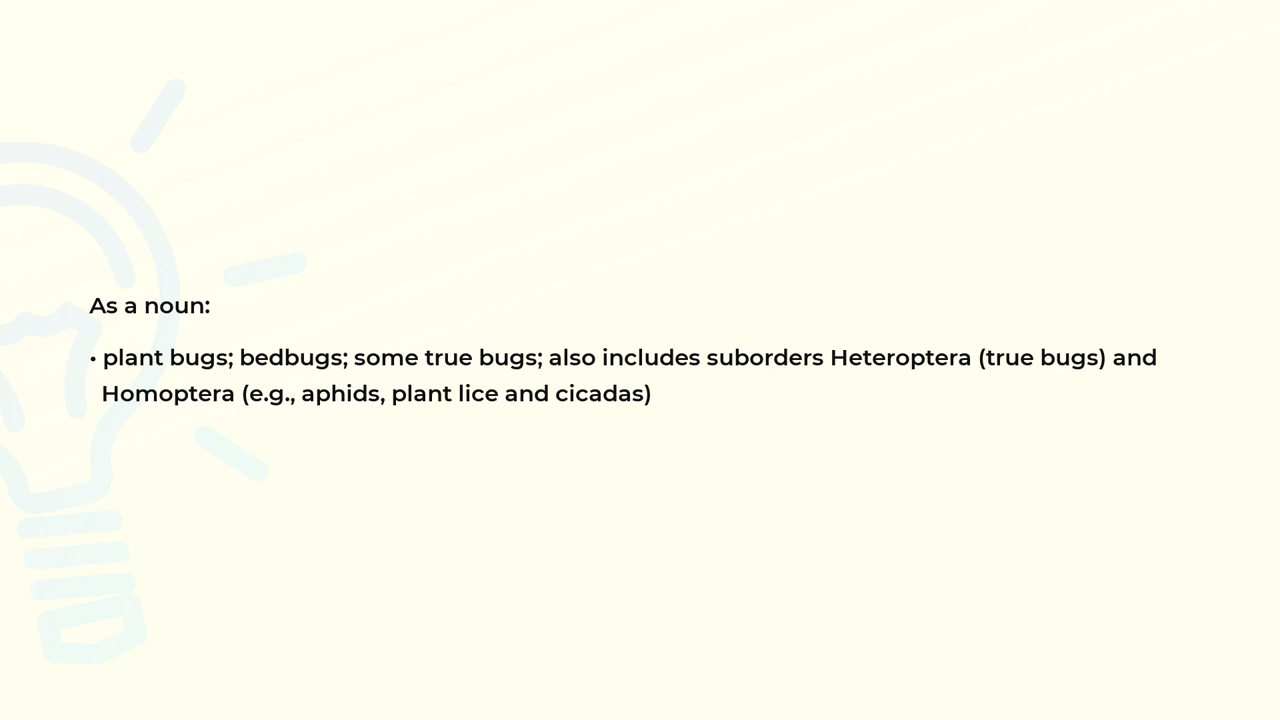 As a noun:
• plant bugs; bedbugs; some true bugs; also includes suborders Heteroptera (true bugs) and
Homoptera (e.g., aphids, plant lice and cicadas)